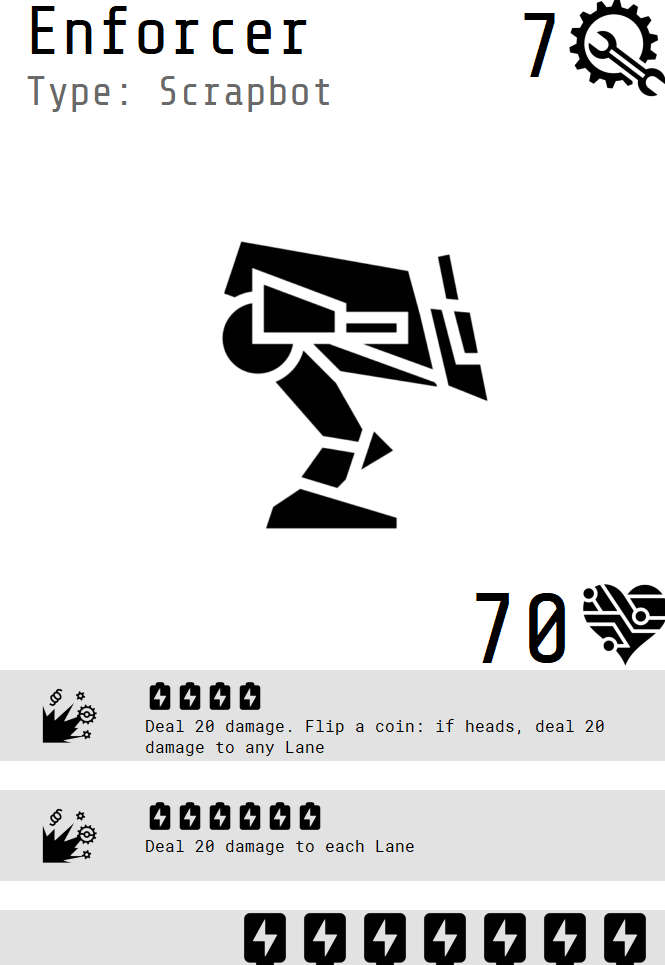 Enforcer
7
Type: Scrapbot
70
Deal 20 damage. Flip a coin: if heads, deal 20
damage to any Lane
Deal 20 damage to each Lane